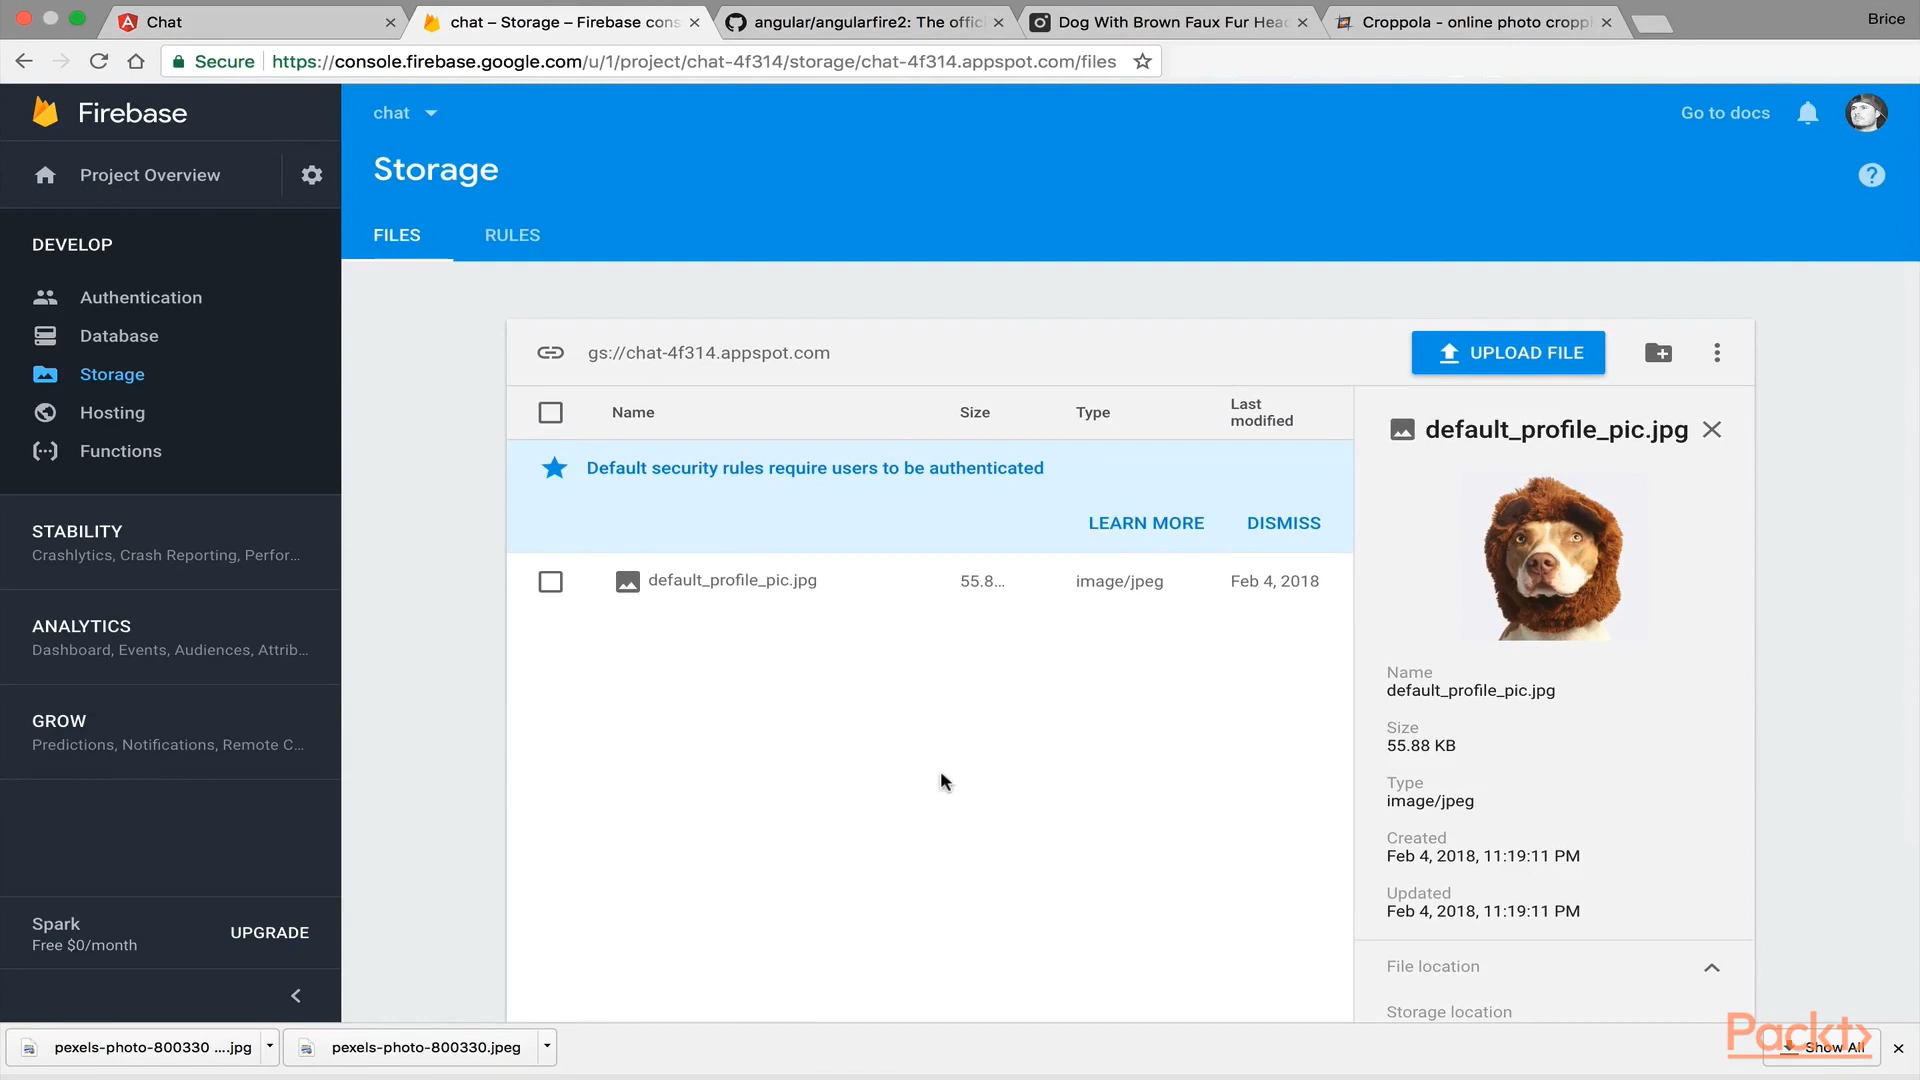 Chat
chat – Storage – Firebase cons
angular/angularfire2: The offici
Dog With Brown Faux Fur Head
Croppola - online photo croppi
Brice
Secure
https://console.firebase.google.com/u/1/project/chat-4f314/storage/chat-4f314.appspot.com/files
Firebase
chat
Go to docs
Project Overview
Storage
?
FILES
RULES
DEVELOP
Authentication
Database
Storage
Hosting
Functions
STABILITY
Crashlytics, Crash Reporting, Perfor...
ANALYTICS
Dashboard, Events, Audiences, Attrib...
GROW
Predictions, Notifications, Remote C...
Spark
Free $0/month
UPGRADE
gs://chat-4f314.appspot.com
UPLOAD FILE
Name
Size
Type
Last
modified
Default security rules require users to be authenticated
LEARN MORE
DISMISS
default_profile_pic.jpg
55.8...
image/jpeg
Feb 4, 2018
default_profile_pic.jpg
Name
default_profile_pic.jpg
Size
55.88 KB
Type
image/jpeg
Created
Feb 4, 2018, 11:19:11 PM
Updated
Feb 4, 2018, 11:19:11 PM
File location
Storage location
pexels-photo-800330 ....jpg
pexels-photo-800330.jpeg
Show All
Packt>